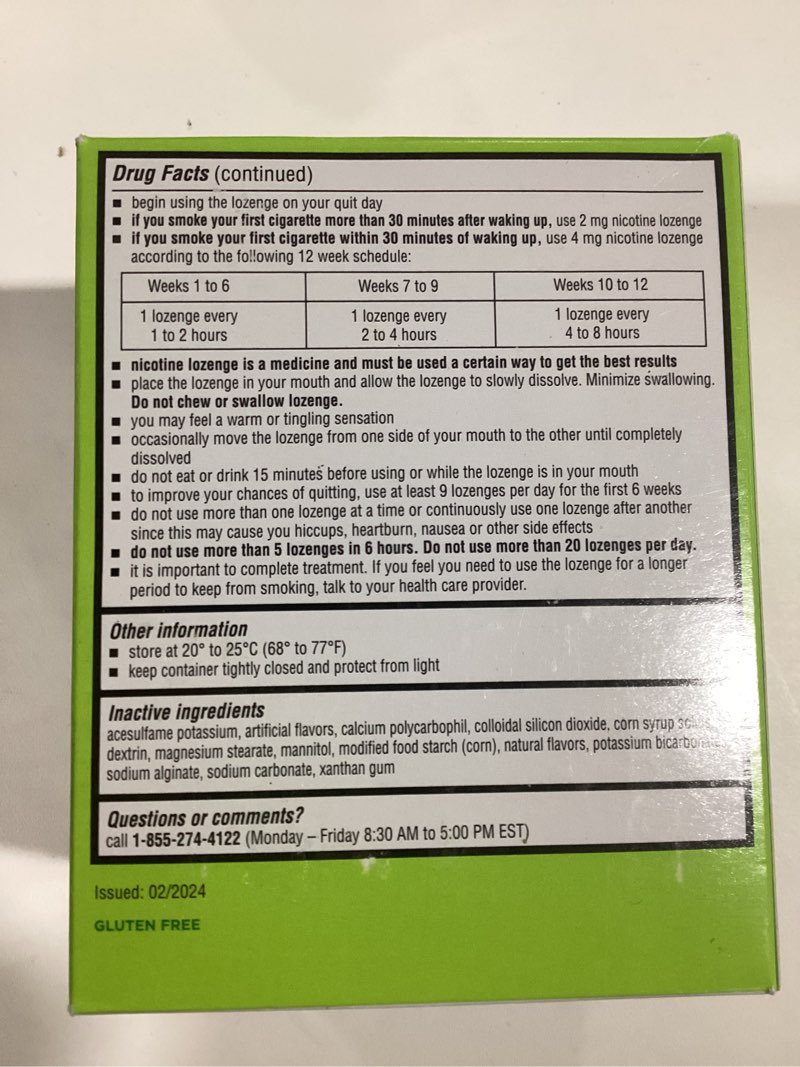 Drug Facts (continued)
■ begin using the lozenge on your quit day
■ if you smoke your first cigarette more than 30 minutes after waking up, use 2 mg nicotine lozenge
■ if you smoke your first cigarette within 30 minutes of waking up, use 4 mg nicotine lozenge
according to the following 12 week schedule:
Weeks 1 to 6 Weeks 7 to 9 Weeks 10 to 12
1 lozenge every 1 lozenge every 1 lozenge every
1 to 2 hours 2 to 4 hours 4 to 8 hours
■ nicotine lozenge is a medicine and must be used a certain way to get the best results
■ place the lozenge in your mouth and allow the lozenge to slowly dissolve. Minimize swallowing.
Do not chew or swallow lozenge.
■ you may feel a warm or tingling sensation
■ occasionally move the lozenge from one side of your mouth to the other until completely
dissolved
■ do not eat or drink 15 minutes before using or while the lozenge is in your mouth
■ to improve your chances of quitting, use at least 9 lozenges per day for the first 6 weeks
■ do not use more than one lozenge at a time or continuously use one lozenge after another
since this may cause you hiccups, heartburn, nausea or other side effects
■ do not use more than 5 lozenges in 6 hours. Do not use more than 20 lozenges per day.
■ it is important to complete treatment. If you feel you need to use the lozenge for a longer
period to keep from smoking, talk to your health care provider.
Other information
■ store at 20° to 25°C (68° to 77°F)
■ keep container tightly closed and protect from light
Inactive ingredients
acesulfame potassium, artificial flavors, calcium polycarbophil, colloidal silicon dioxide, corn syrup
dextrin, magnesium stearate, mannitol, modified food starch (corn), natural flavors, potassium
sodium alginate, sodium carbonate, xanthan gum
Questions or comments?
call 1-855-274-4122 (Monday – Friday 8:30 AM to 5:00 PM EST)
Issued: 02/2024
GLUTEN FREE